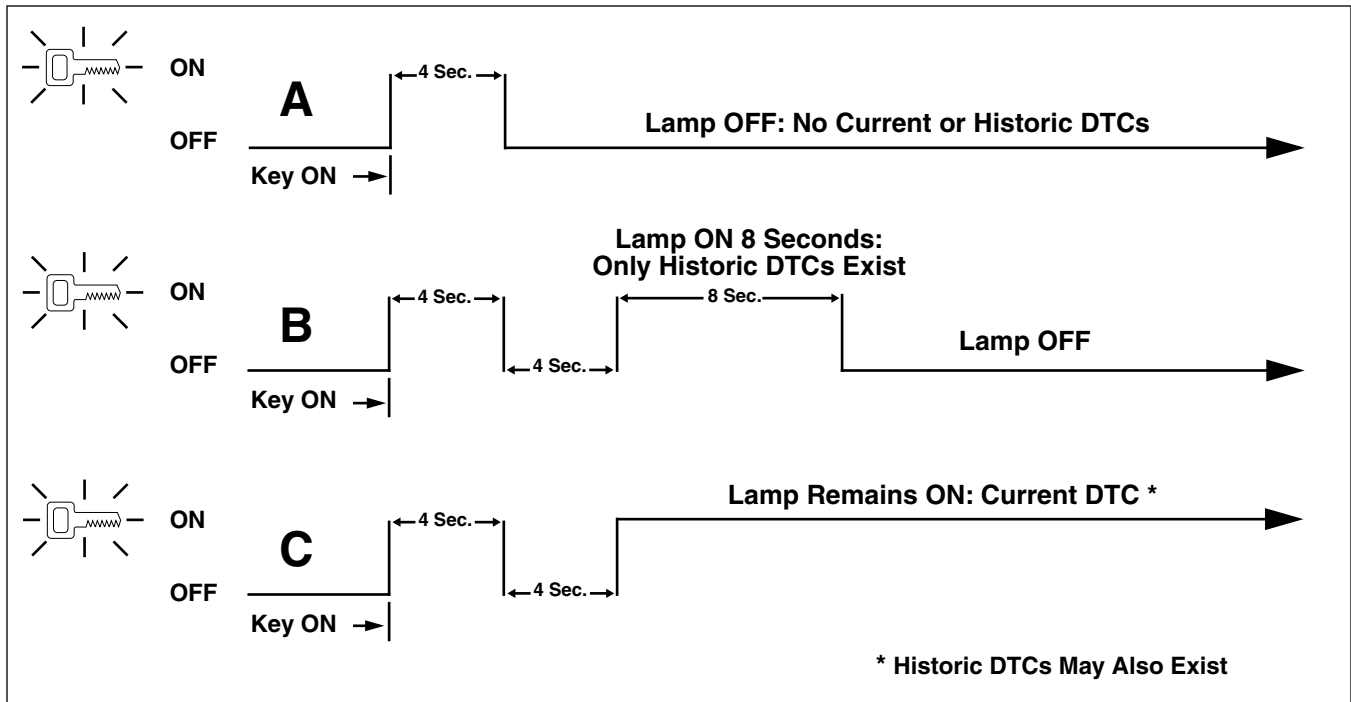 ON
A
4 Sec.
Lamp OFF: No Current or Historic DTCs
OFF
Key ON
Lamp ON 8 Seconds:
Only Historic DTCs Exist
ON
B
4 Sec.
8 Sec.
Lamp OFF
OFF
4 Sec.
Key ON
Lamp Remains ON: Current DTC *
ON
C
4 Sec.
OFF
4 Sec.
Key ON
* Historic DTCs May Also Exist